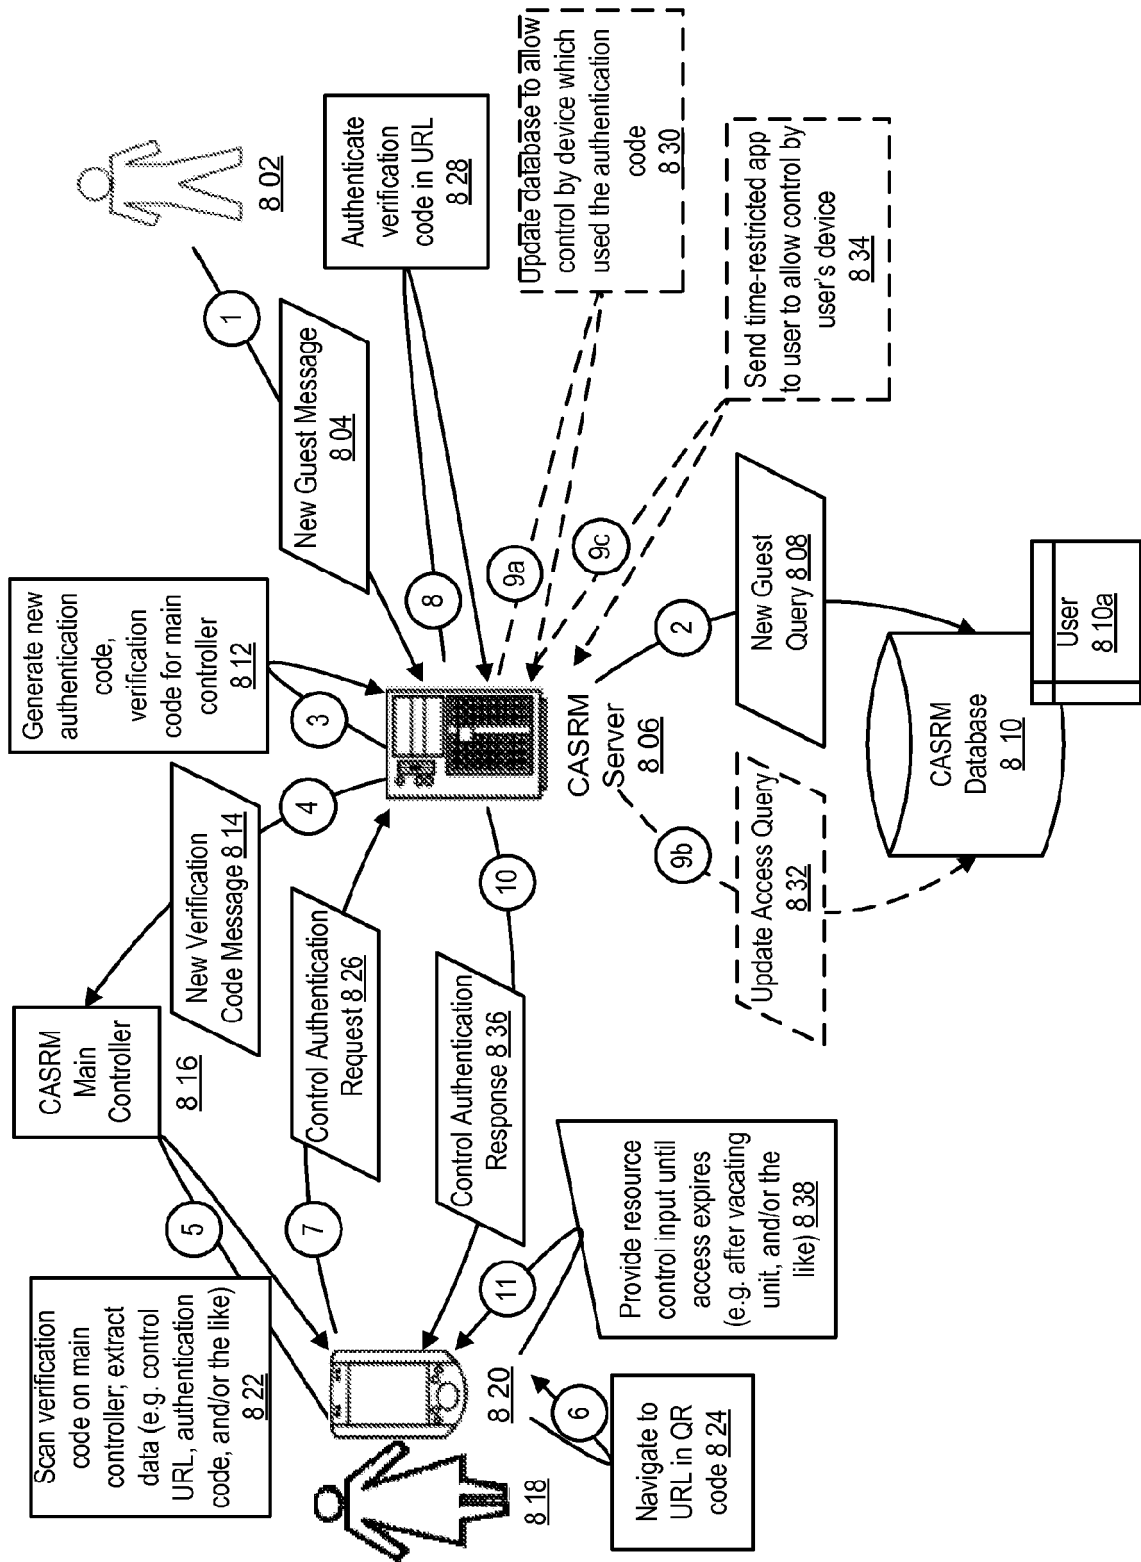 8 02
1
New Guest Message
8 04
Authenticate
verification
code in URL
8 28
8
Update database to allow
control by device which
used the authentication
code
8 30
9a
Send time-restricted app
to user to allow control by
user's device
8 34
9c
Generate new
authentication
code,
verification
code for main
controller
8 12
3
4
New Verification
Code Message 8 14
CASRM
Main
Controller
8 16
CASRM
Server
8 06
2
New Guest
Query 8 08
CASRM
Database
8 10
User
8 10a
9b
Update Access Query
8 32
5
Scan verification
code on main
controller; extract
data (e.g. control
URL, authentication
code, and/or the like)
8 22
7
Control Authentication
Request 8 26
10
Control Authentication
Response 8 36
8 18
8 20
6
Navigate to
URL in QR
code 8 24
11
Provide resource
control input until
access expires
(e.g. after vacating
unit, and/or the
like) 8 38